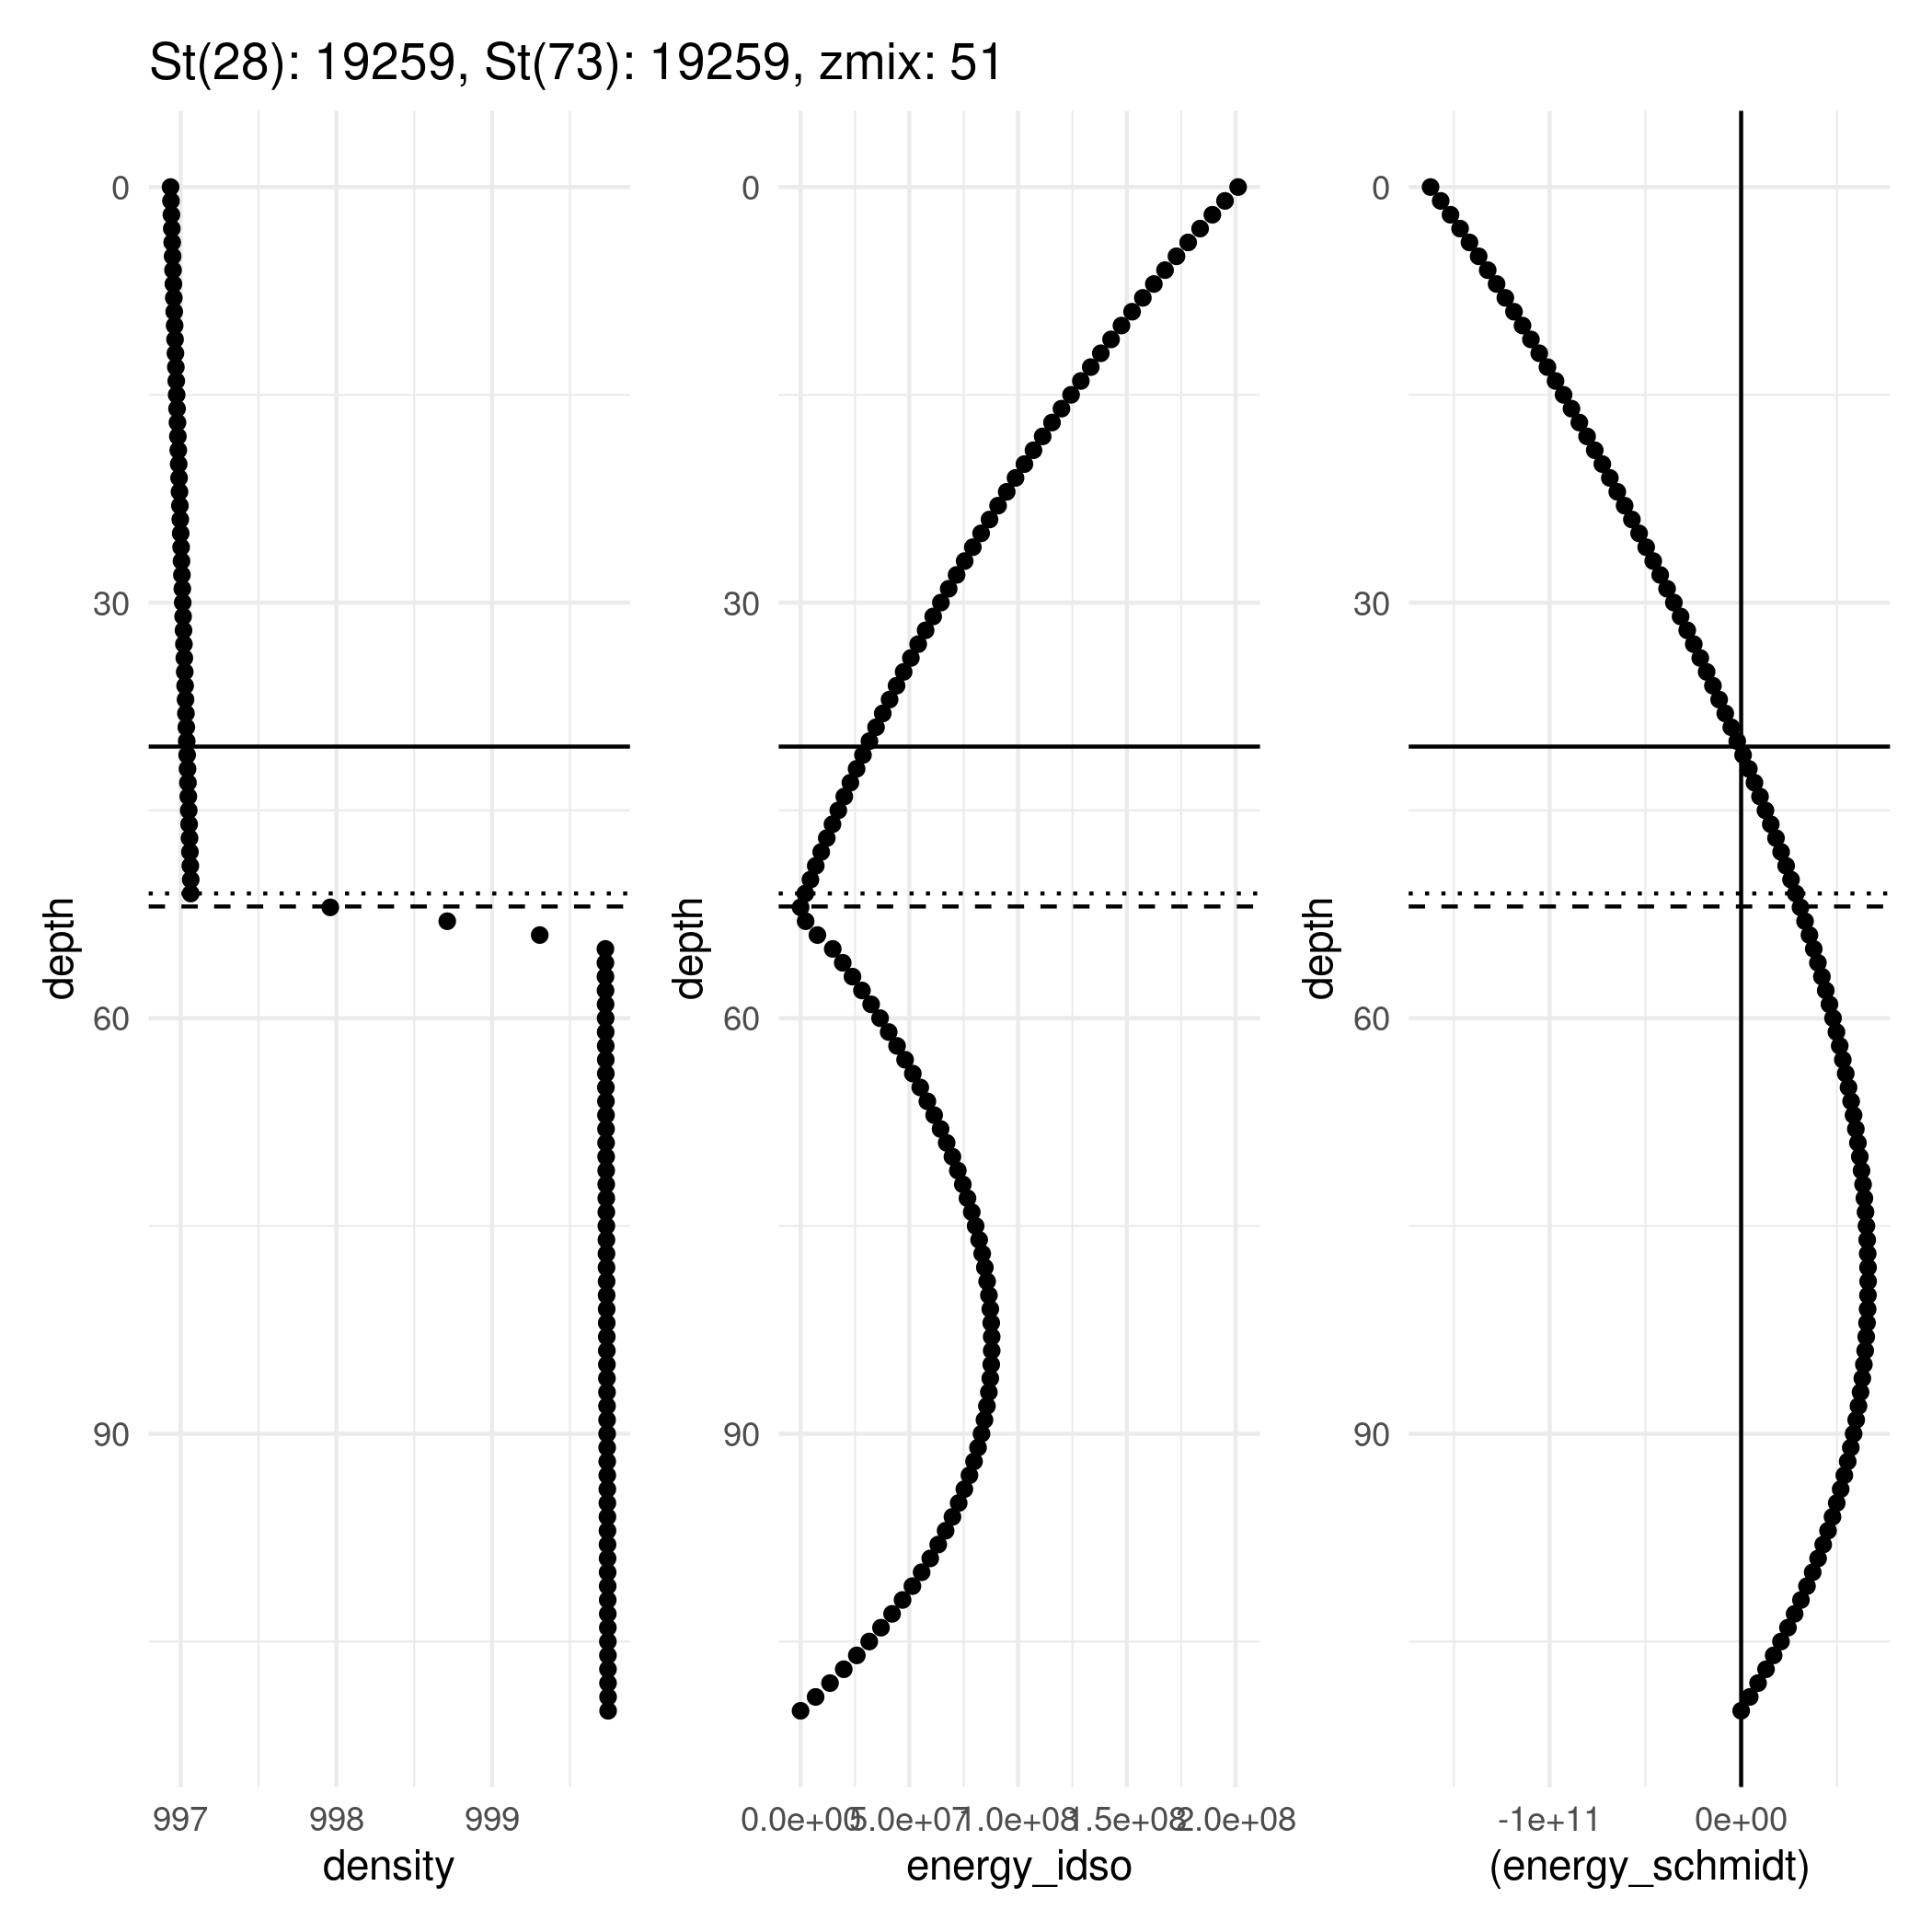 St(28): 19259, St(73): 19259, zmix: 51
0
30
60
90
depth
997 998 999
density
0
30
60
90
depth
0.0e+00 5.0e+07 1.0e+08 1.5e+08 2.0e+08
energy_idso
0
30
60
90
depth
-1e+11 0e+00
(energy_schmidt)